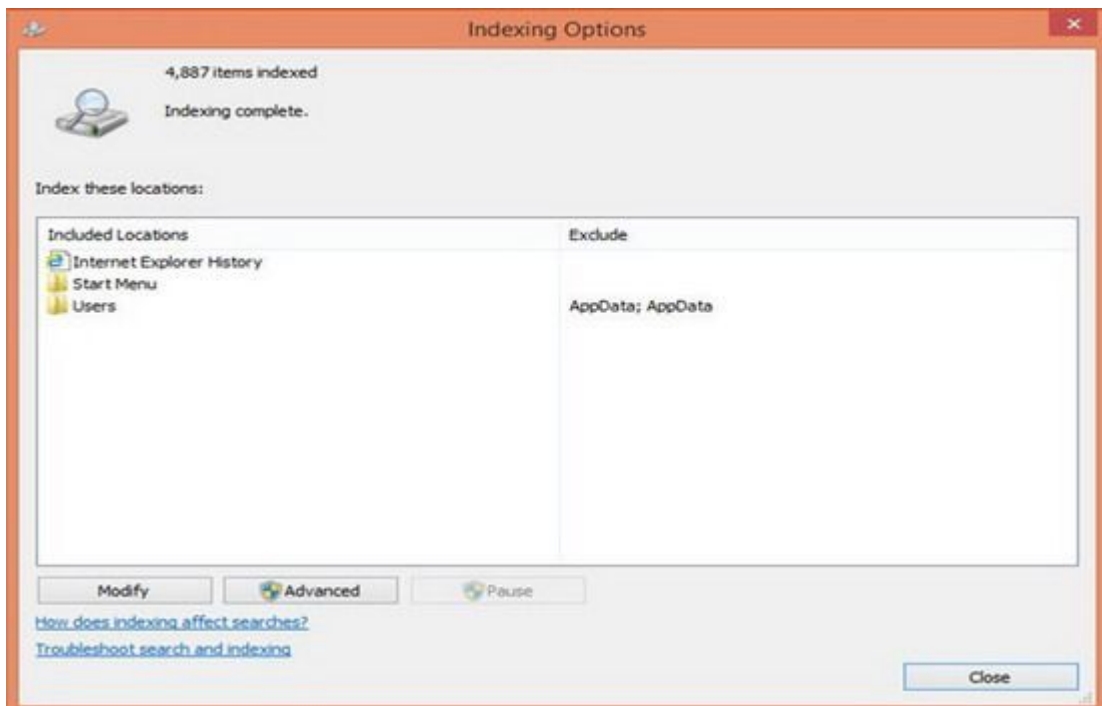 Indexing Options
4,887 items indexed
Indexing complete.
Index these locations:
Included Locations Exclude
Internet Explorer History
Start Menu
Users AppData; AppData
Modify Advanced Pause
How does indexing affect searches?
Troubleshoot search and indexing
Close